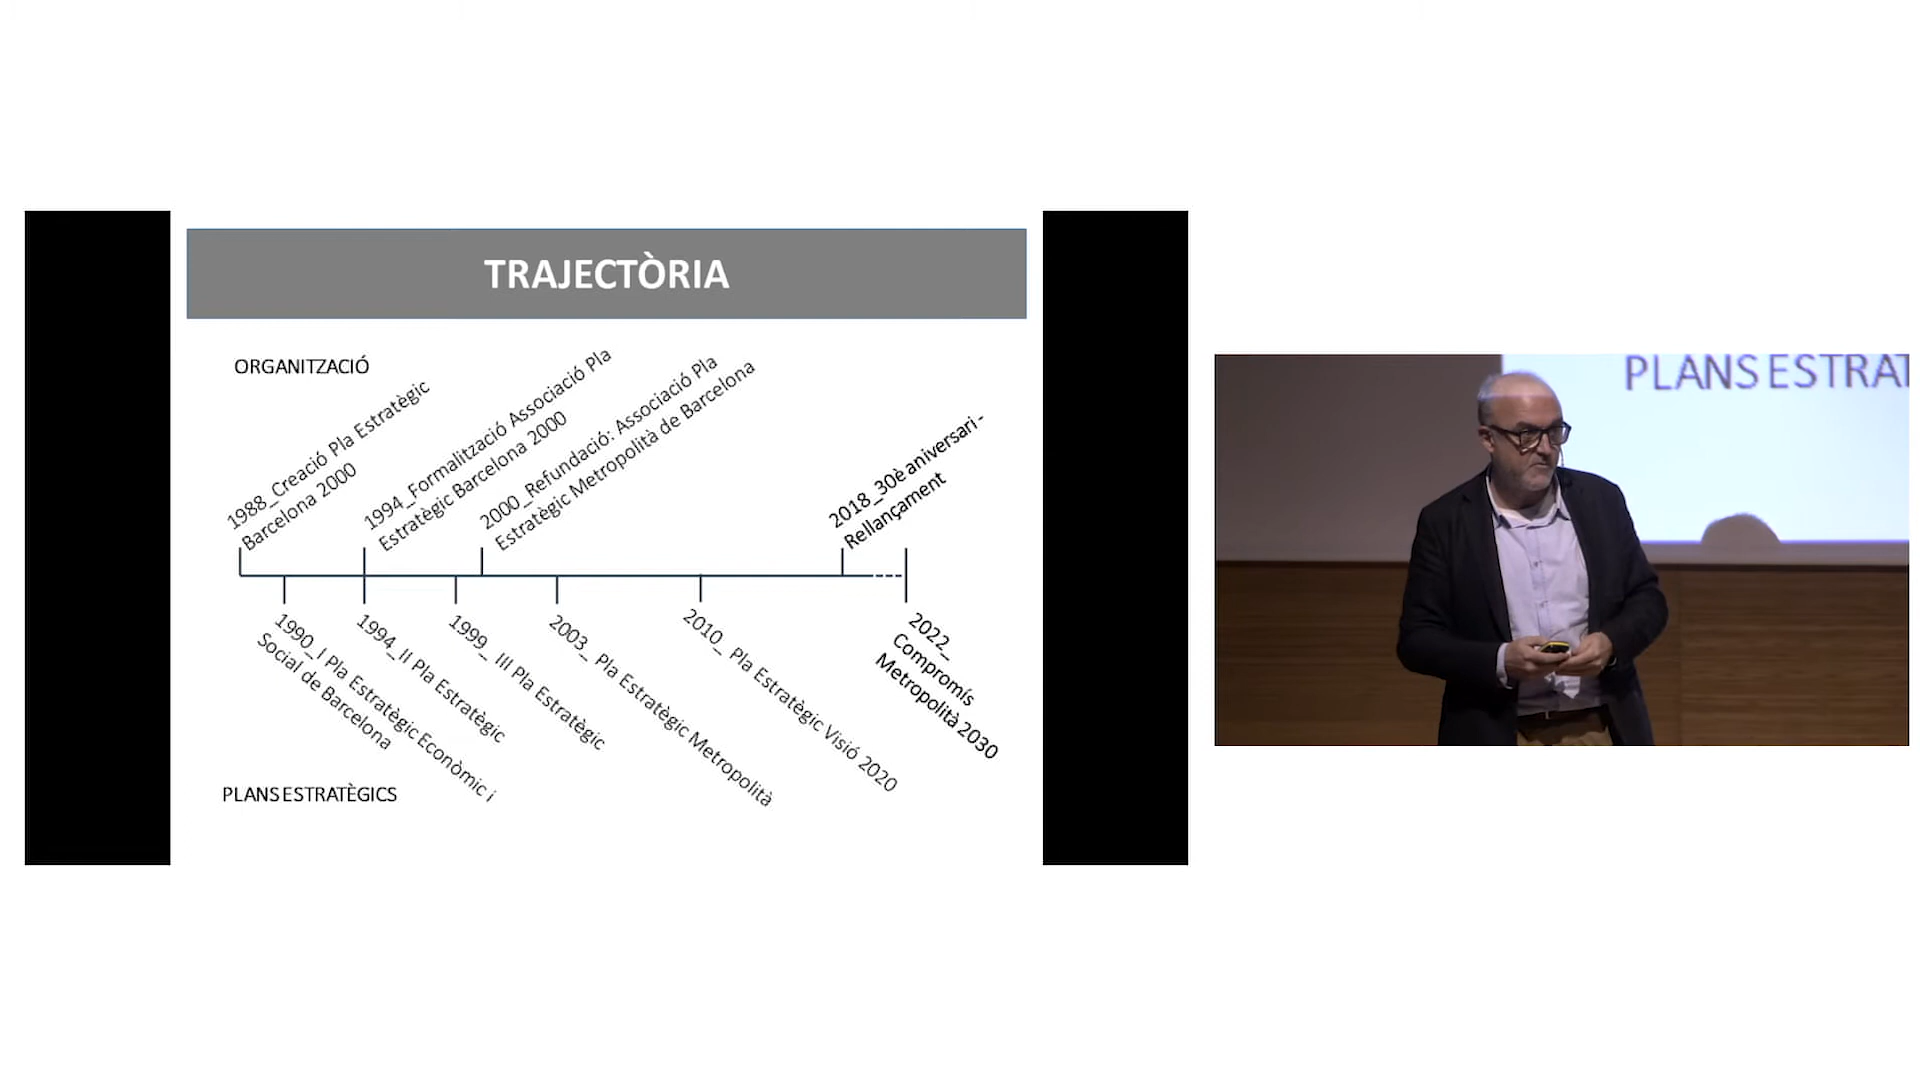 TRAJECTÒRIA
ORGANITZACIÓ
1988_Creació Pla Estratègic
Barcelona 2000
1994_Formalització Associació Pla
Estratègic Barcelona 2000
2000_Refundació: Associació Pla
Estratègic Metropolità de Barcelona
2018_30è aniversari -
Rellançament
1990_I Pla Estratègic Econòmic i
Social de Barcelona
1994_II Pla Estratègic
1999_ III Pla Estratègic
2003_ Pla Estratègic Metropolità
2010_ Pla Estratègic Visió 2020
2022_
Compromís
Metropolità 2030
PLANS ESTRATÈGICS
PLANS ESTRAT